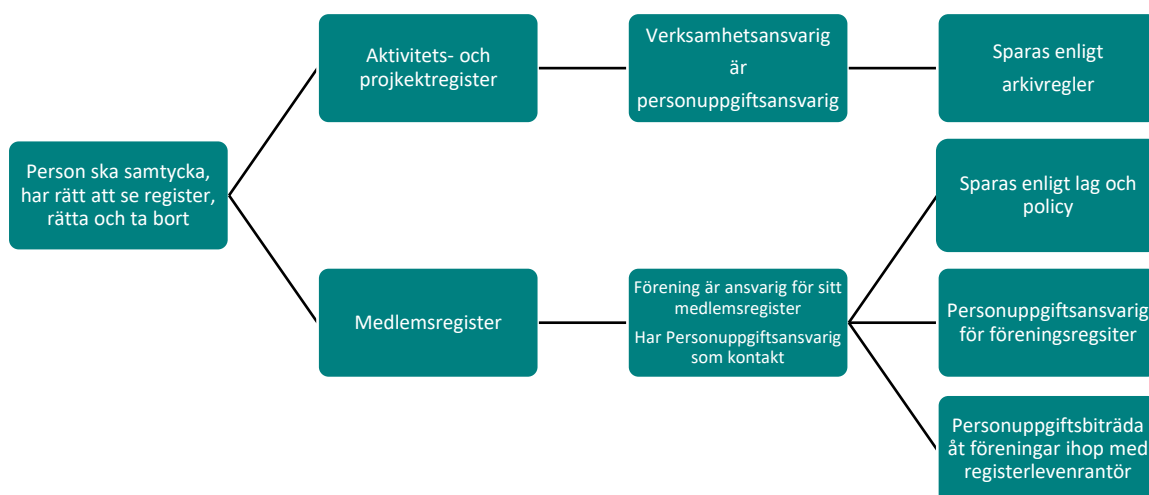 Person ska samtycka,
har rätt att se register,
rätta och ta bort
Aktivitets- och
projkektregister
Verksamhetsansvarig
är
personuppgiftsansvarig
Sparas enligt
arkivregler
Medlemsregister
Förening är ansvarig för sitt
medlemsregister
Har Personuppgiftsansvarig
som kontakt
Sparas enligt lag och
policy
Personuppgiftsansvarig
för föreningsregsiter
Personuppgiftsbiträda
åt föreningar ihop med
registerlevenrantör